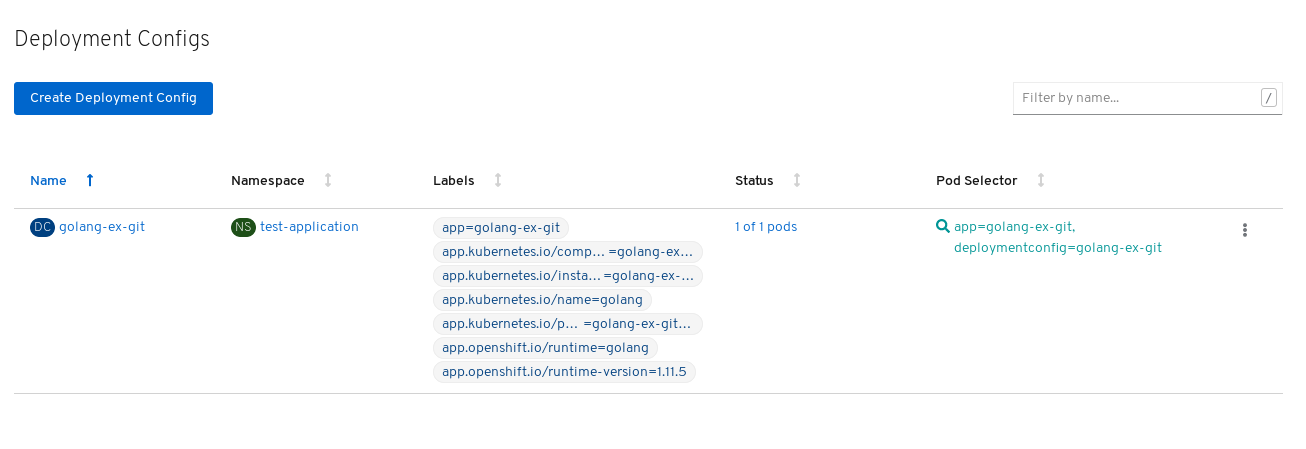 Deployment Configs
Create Deployment Config
Filter by name...
/
Name Namespace Labels Status Pod Selector
DC golang-ex-git NS test-application app=golang-ex-git 1 of 1 pods app=golang-ex-git,
app.kubernetes.io/comp... =golang-ex... deploymentconfig=golang-ex-git
app.kubernetes.io/insta... =golang-ex-...
app.kubernetes.io/name=golang
app.kubernetes.io/p... =golang-ex-git...
app.openshift.io/runtime=golang
app.openshift.io/runtime-version=1.11.5